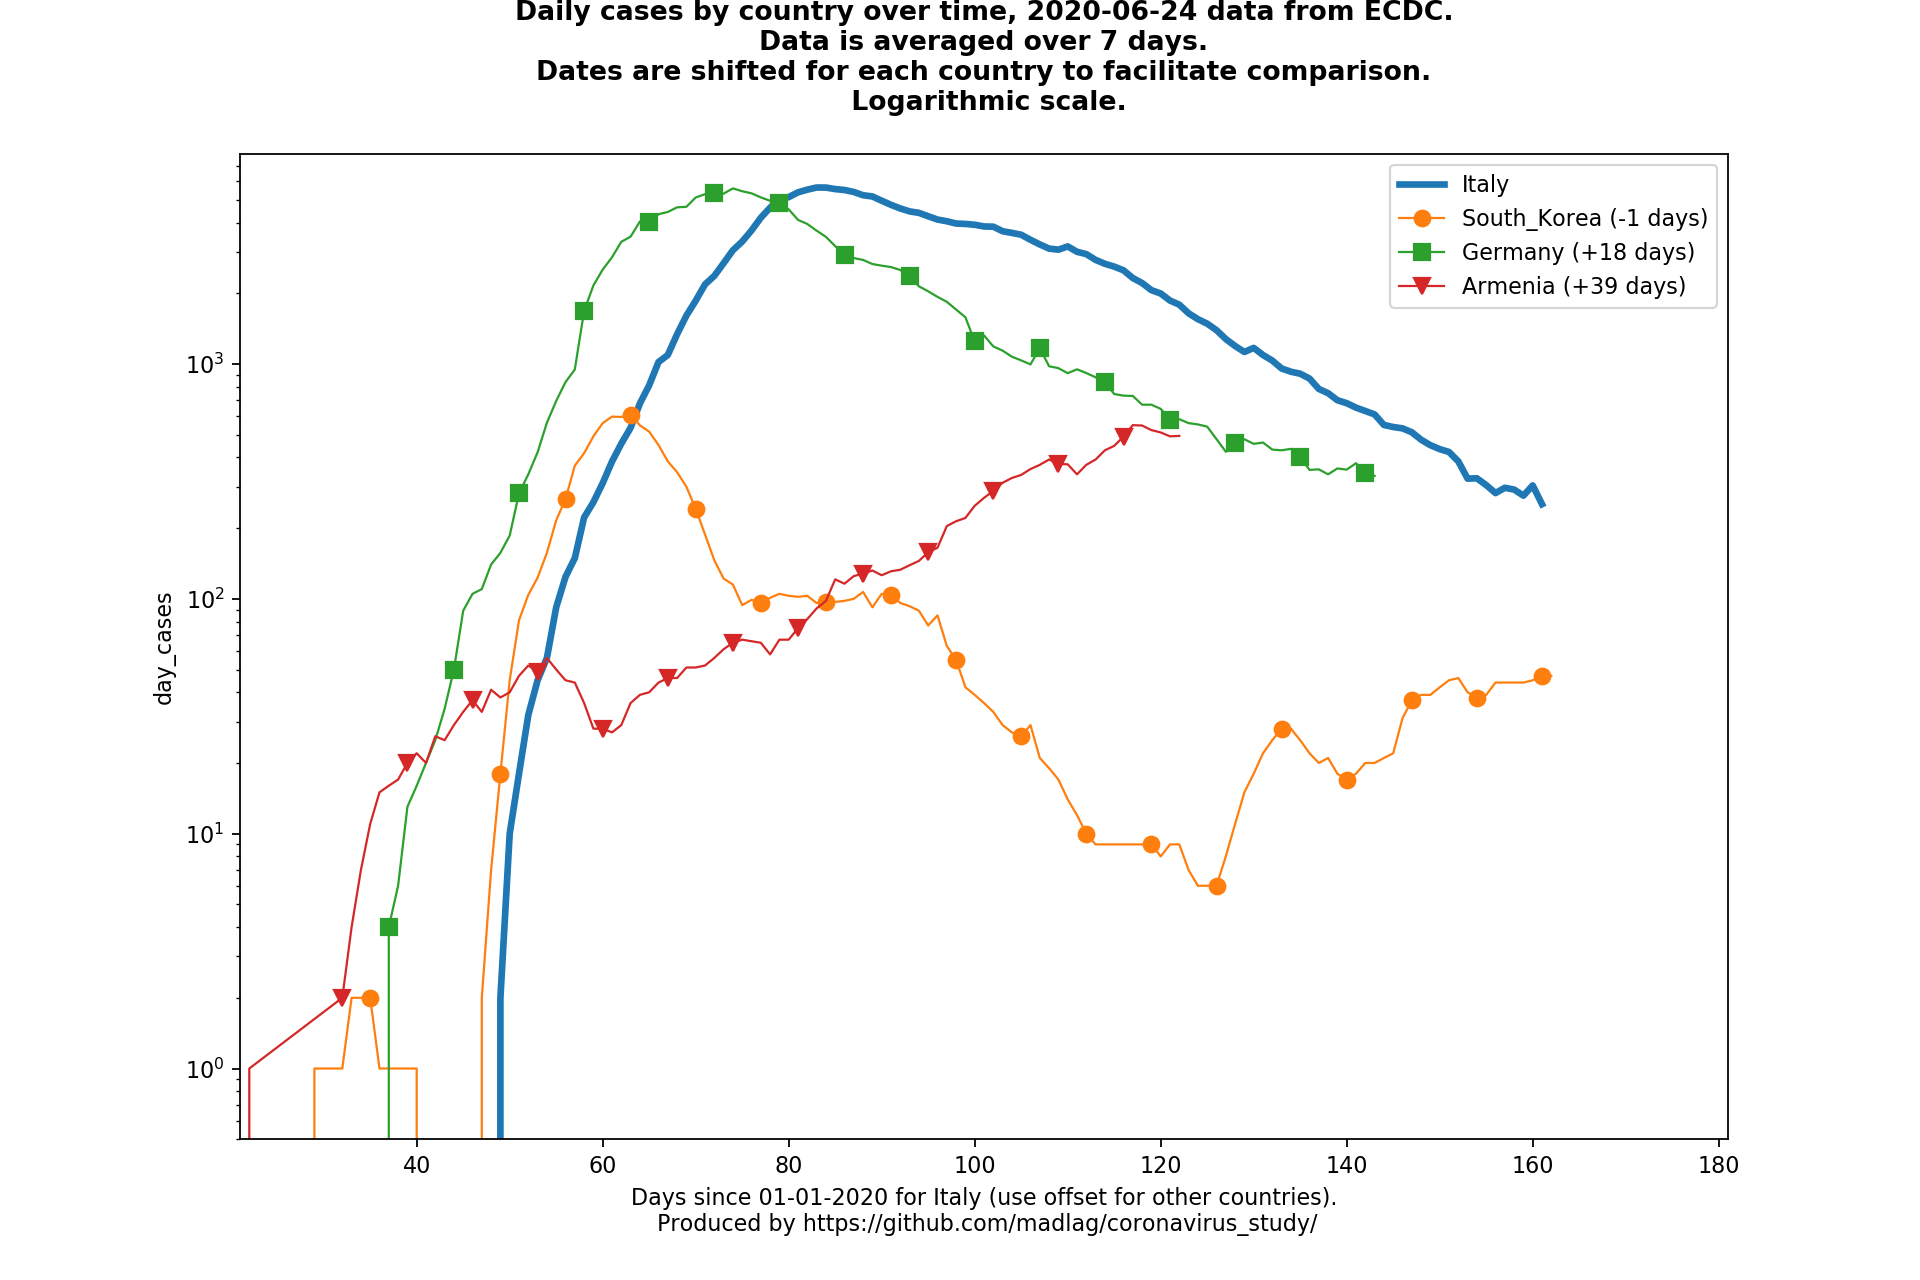 Daily cases by country over time, 2020-06-24 data from ECDC.
Data is averaged over 7 days.
Dates are shifted for each country to facilitate comparison.
Logarithmic scale.
Italy
South_Korea (-1 days)
Germany (+18 days)
Armenia (+39 days)
day_cases
10³
10²
10¹
10⁰
40 60 80 100 120 140 160 180
Days since 01-01-2020 for Italy (use offset for other countries).
Produced by https://github.com/madlag/coronavirus_study/